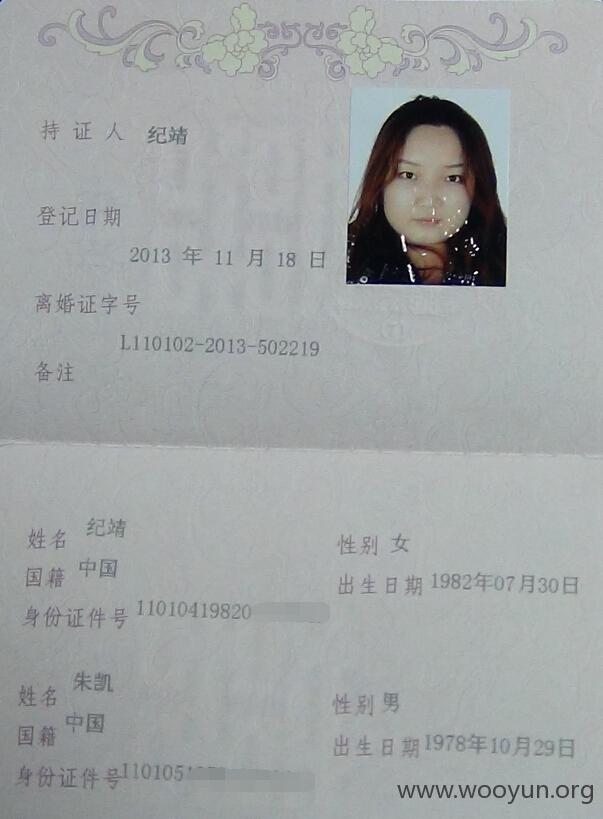 持证人 纪靖
登记日期
2013 年 11 月 18 日
离婚证字号
L110102-2013-502219
备注
姓名 纪靖 性别 女
国籍 中国 出生日期 1982年07月30日
身份证件号 11010419820
姓名 朱凯 性别 男
国籍 中国 出生日期 1978年10月29日
身份证件号 1101051
www.wooyun.org